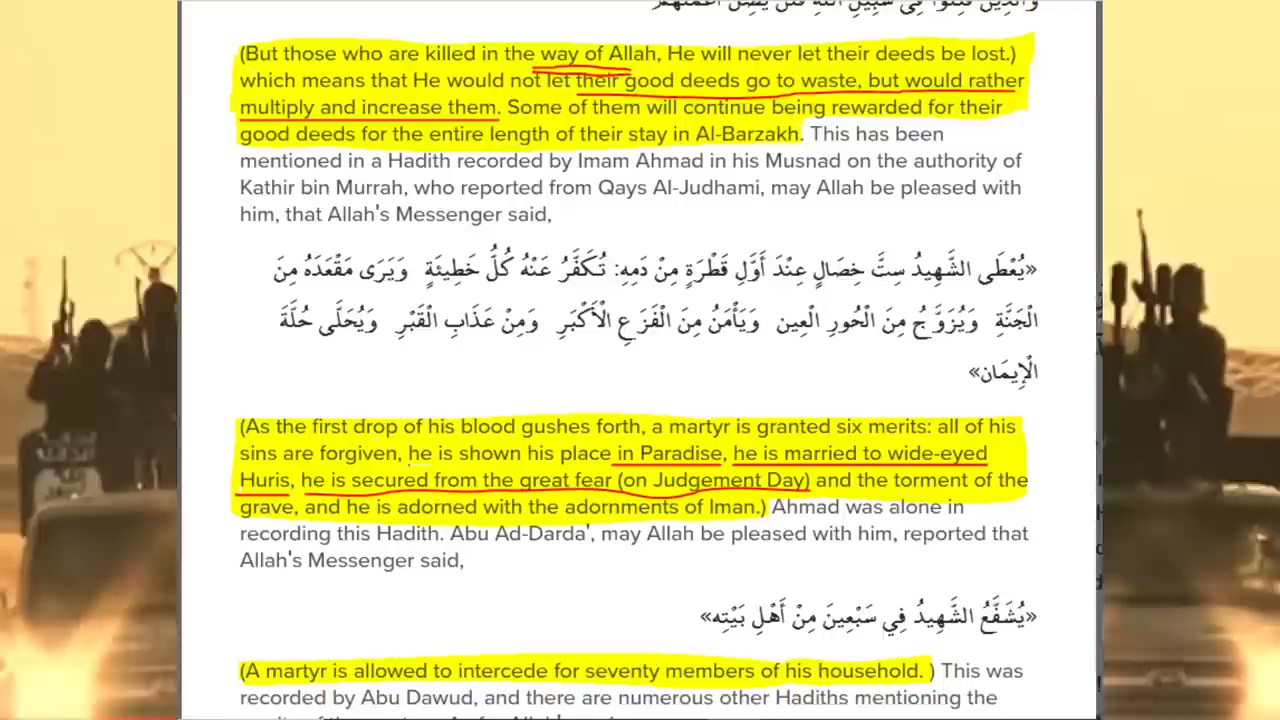 (But those who are killed in the way of Allah, He will never let their deeds be lost.)
which means that He would not let their good deeds go to waste, but would rather
multiply and increase them. Some of them will continue being rewarded for their
good deeds for the entire length of their stay in Al-Barzakh. This has been
mentioned in a Hadith recorded by Imam Ahmad in his Musnad on the authority of
Kathir bin Murrah, who reported from Qays Al-Judhami, may Allah be pleased with
him, that Allah's Messenger said,
«يُعْطَى الشَّهِيدُ سِتَّ خِصَالٍ عِنْدَ أَوَّلِ قَطْرَةٍ مِنْ دَمِهِ: تُكَفَّرُ عَنْهُ كُلُّ خَطِيئَةٍ وَيَرَى مَقْعَدَهُ مِنَ
الْجَنَّةِ وَيُزَوَّجُ مِنَ الْحُورِ الْعِين وَيَأْمَنُ مِنَ الْفَزَعِ الْأَكْبَرِ وَمِنْ عَذَابِ الْقَبْرِ وَيُحَلَّى حُلَّةَ
الْإِيمَان»
(As the first drop of his blood gushes forth, a martyr is granted six merits: all of his
sins are forgiven, he is shown his place in Paradise, he is married to wide-eyed
Huris, he is secured from the great fear (on Judgement Day) and the torment of the
grave, and he is adorned with the adornments of Iman.) Ahmad was alone in
recording this Hadith. Abu Ad-Darda', may Allah be pleased with him, reported that
Allah's Messenger said,
«يُشَفَّعُ الشَّهِيدُ فِي سَبْعِينَ مِنْ أَهْلِ بَيْتِه»
(A martyr is allowed to intercede for seventy members of his household. ) This was
recorded by Abu Dawud, and there are numerous other Hadiths mentioning the